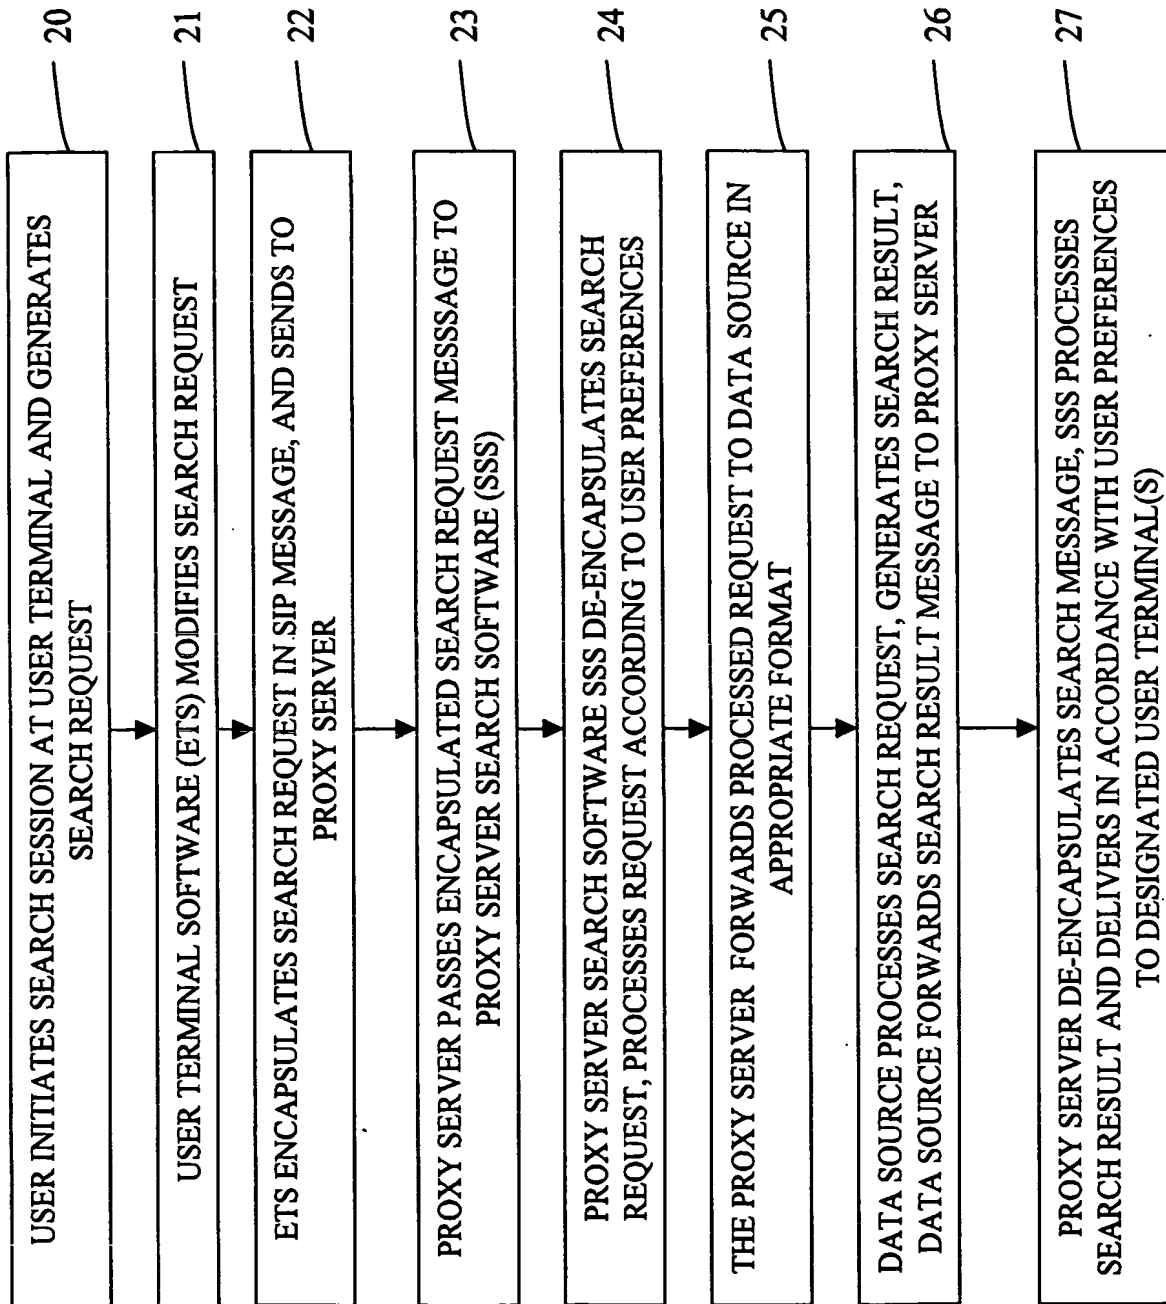 USER INITIATES SEARCH SESSION AT USER TERMINAL AND GENERATES
SEARCH REQUEST
20
USER TERMINAL SOFTWARE (ETS) MODIFIES SEARCH REQUEST
21
ETS ENCAPSULATES SEARCH REQUEST IN SIP MESSAGE, AND SENDS TO
PROXY SERVER
22
PROXY SERVER PASSES ENCAPSULATED SEARCH REQUEST MESSSAGE TO
PROXY SERVER SEARCH SOFTWARE (SSS)
23
PROXY SERVER SEARCH SOFTWARE SSS DE-ENCAPSULATES SEARCH
REQUEST, PROCESSES REQUEST ACCORDING TO USER PREFERENCES
24
THE PROXY SERVER FORWARDS PROCESSED REQUEST TO DATA SOURCE IN
APPROPRIATE FORMAT
25
DATA SOURCE PROCESSES SEARCH REQUEST, GENERATES SEARCH RESULT,
DATA SOURCE FORWARDS SEARCH RESULT MESSAGE TO PROXY SERVER
26
PROXY SERVER DE-ENCAPSULATES SEARCH MESSAGE, SSS PROCESSES
SEARCH RESULT AND DELIVERS IN ACCORDANCE WITH USER PREFERENCES
TO DESIGNATED USER TERMINAL(S)
27